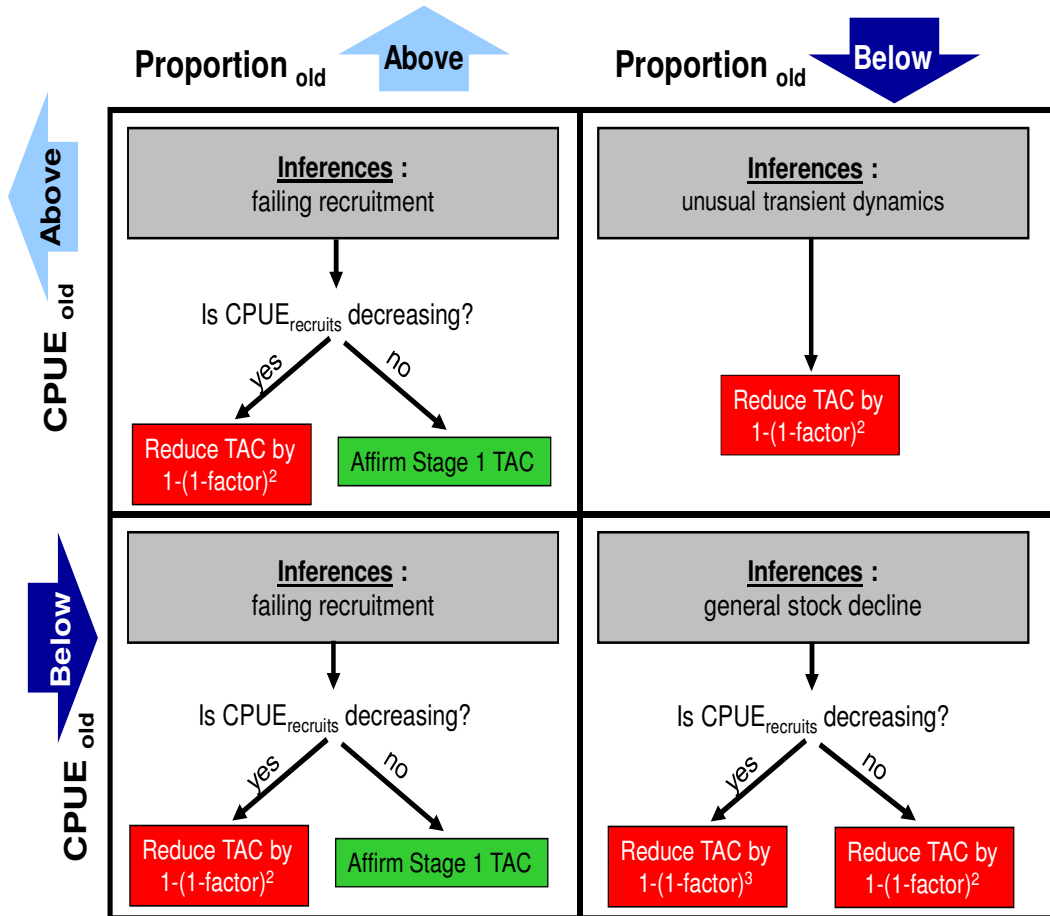 Proportion old Above
Proportion old Below
Above
CPUE old
Inferences :
failing recruitment
Is CPUErecruits decreasing?
yes
no
Reduce TAC by
1-(1-factor)²
Affirm Stage 1 TAC
Inferences :
unusual transient dynamics
Reduce TAC by
1-(1-factor)²
Below
CPUE old
Inferences :
failing recruitment
Is CPUErecruits decreasing?
yes
no
Reduce TAC by
1-(1-factor)²
Affirm Stage 1 TAC
Inferences :
general stock decline
Is CPUErecruits decreasing?
yes
no
Reduce TAC by
1-(1-factor)³
Reduce TAC by
1-(1-factor)²